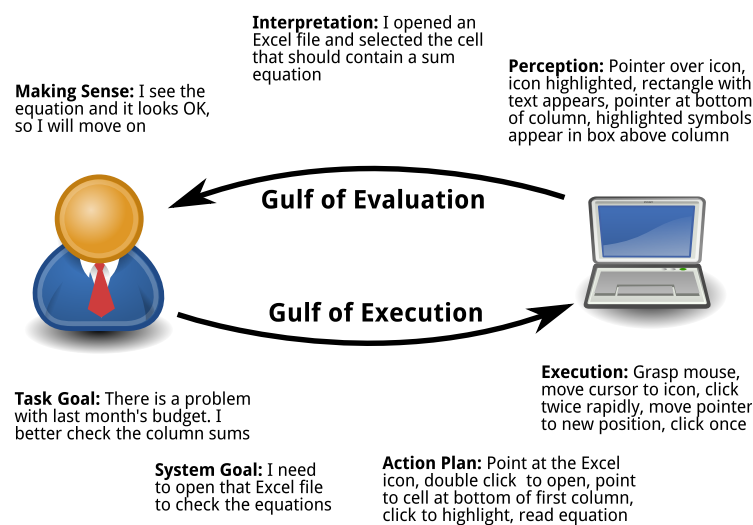 Interpretation: I opened an
Excel file and selected the cell
that should contain a sum
equation
Perception: Pointer over icon,
icon highlighted, rectangle with
text appears, pointer at bottom
of column, highlighted symbols
appear in box above column
Making Sense: I see the
equation and it looks OK,
so I will move on
Gulf of Evaluation
Gulf of Execution
Task Goal: There is a problem
with last month's budget. I
better check the column sums
System Goal: I need
to open that Excel file
to check the equations
Action Plan: Point at the Excel
icon, double click to open, point
to cell at bottom of first column,
click to highlight, read equation
Execution: Grasp mouse,
move cursor to icon, click
twice rapidly, move pointer
to new position, click once